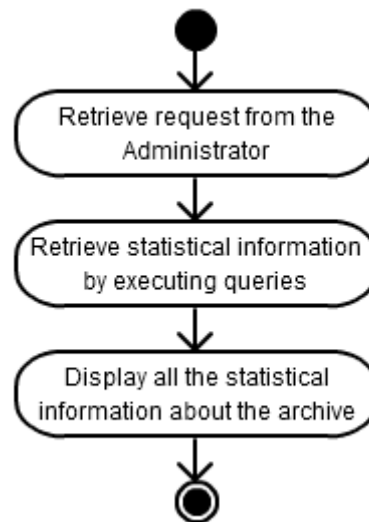 Retrieve request from the
Administrator
Retrieve statistical information
by executing queries
Display all the statistical
information about the archive